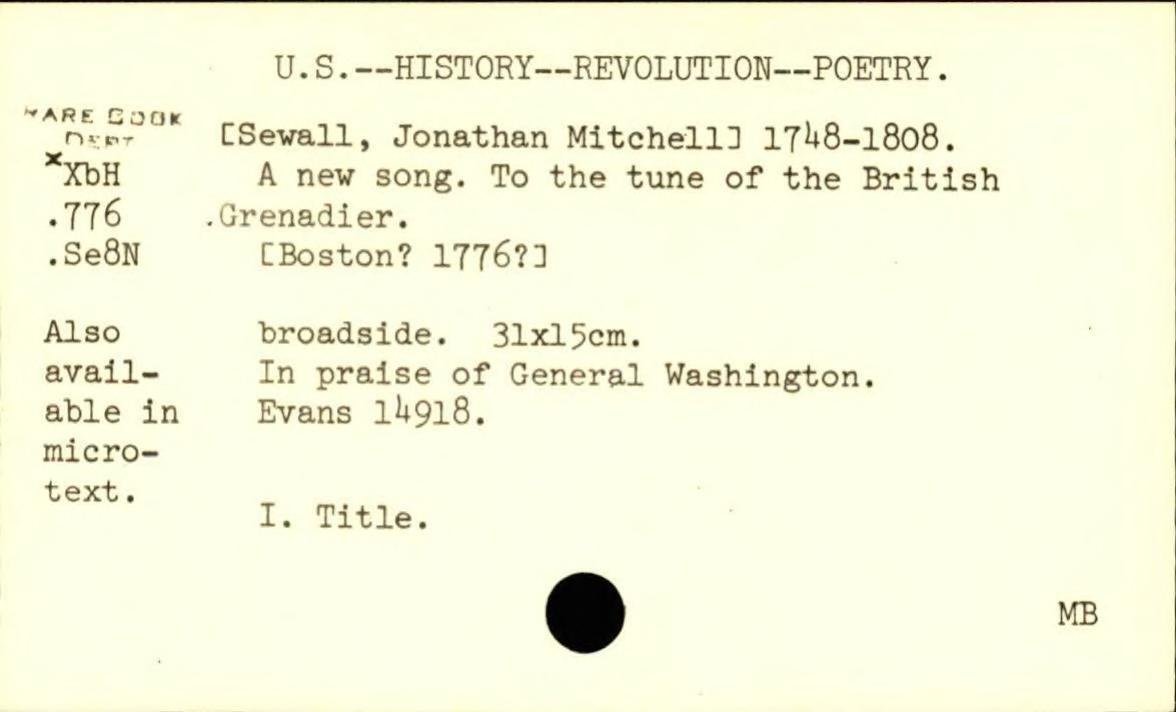 U.S.--HISTORY--REVOLUTION--POETRY.
RARE BOOK
DEPT
[Sewall, Jonathan Mitchell] 1748-1808.
xXbH
A new song. To the tune of the British
.776
.Grenadier.
.Se8N
[Boston? 1776?]
Also
avail-
able in
micro-
text.
broadside. 31x15cm.
In praise of General Washington.
Evans 14918.
I. Title.
MB